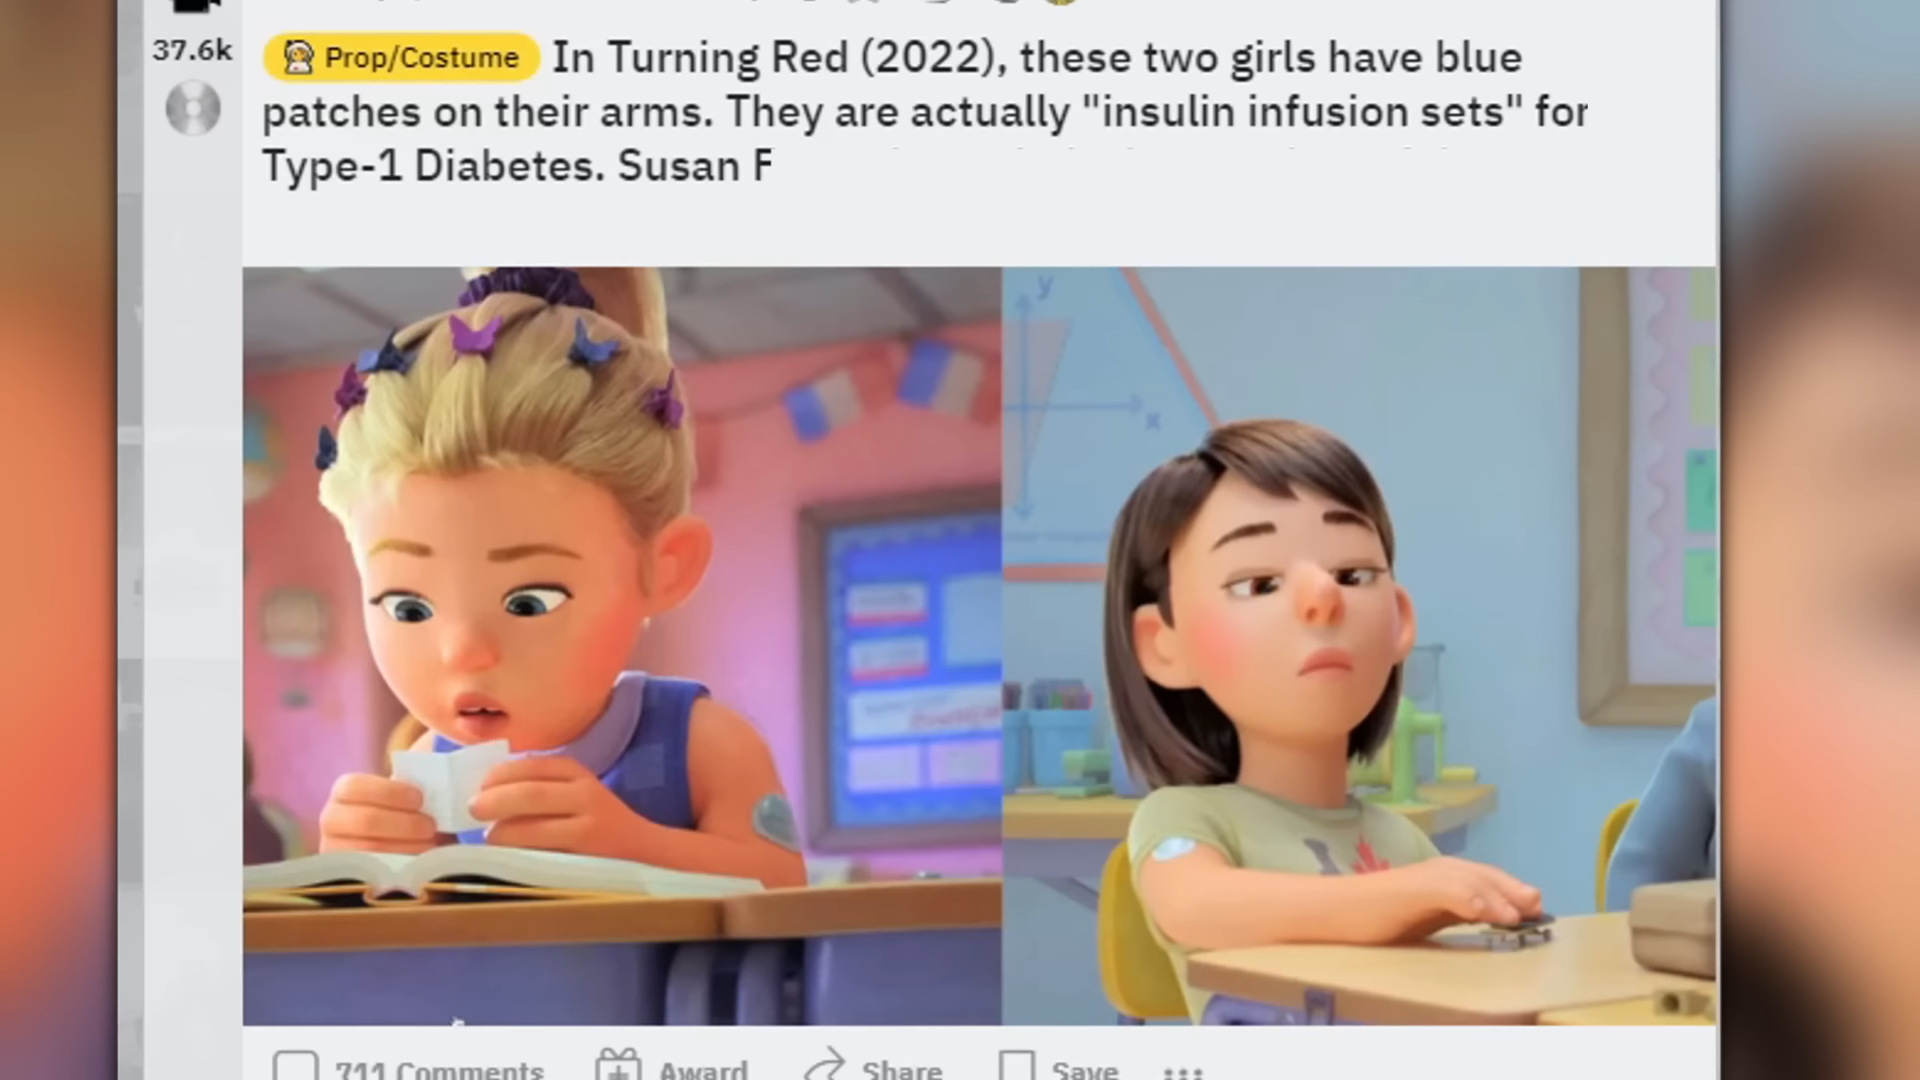 37.6k
Prop/Costume In Turning Red (2022), these two girls have blue
patches on their arms. They are actually "insulin infusion sets" for
Type-1 Diabetes. Susan F
y
x
711 Comments Award Share Save